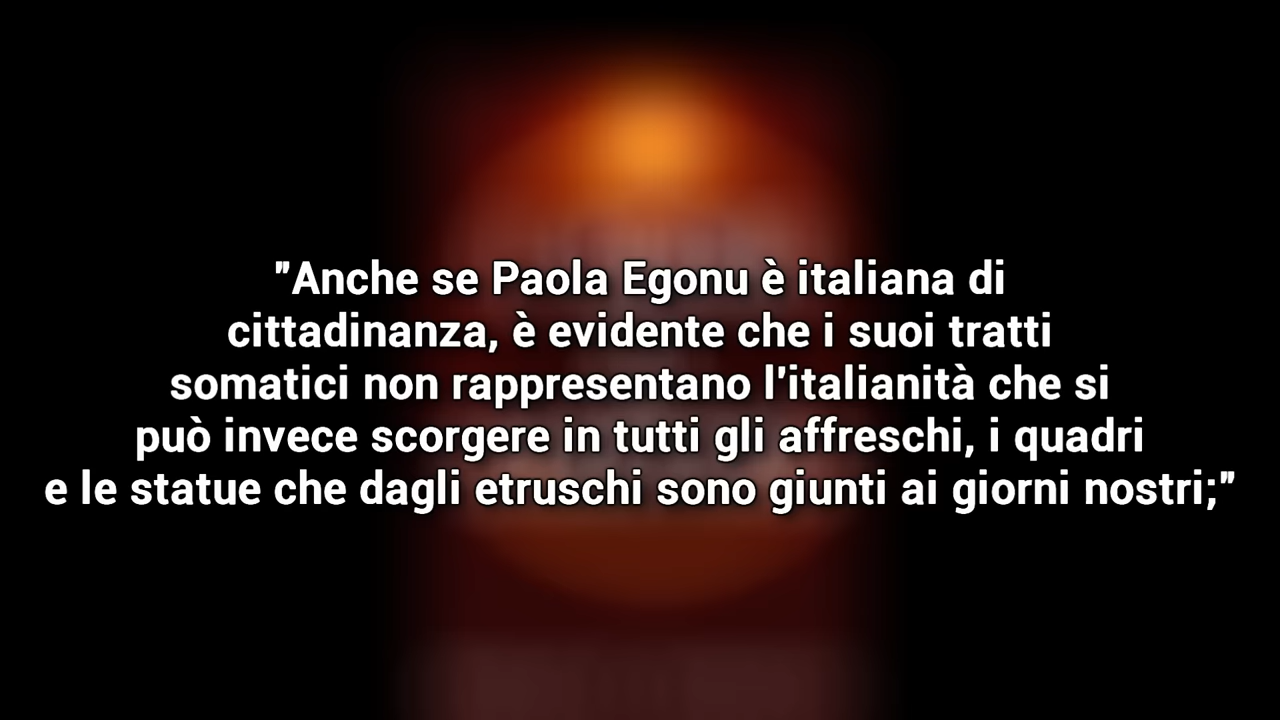 "Anche se Paola Egonu è italiana di
cittadinanza, è evidente che i suoi tratti
somatici non rappresentano l'italianità che si
può invece scorgere in tutti gli affreschi, i quadri
e le statue che dagli etruschi sono giunti ai giorni nostri;"